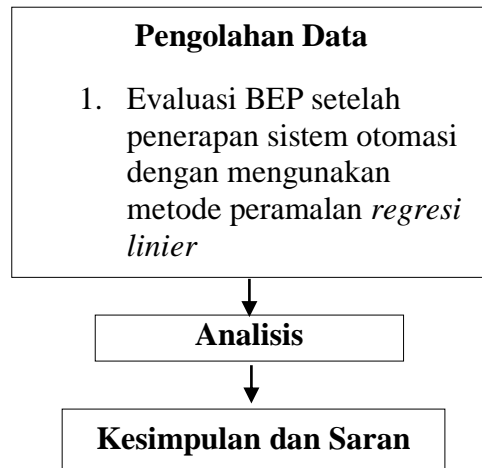 Pengolahan Data
1. Evaluasi BEP setelah
penerapan sistem otomasi
dengan mengunakan
metode peramalan regresi
linier
Analisis
Kesimpulan dan Saran